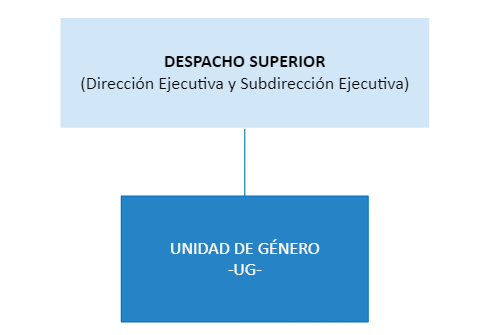 DESPACHO SUPERIOR
(Dirección Ejecutiva y Subdirección Ejecutiva)
UNIDAD DE GÉNERO
-UG-